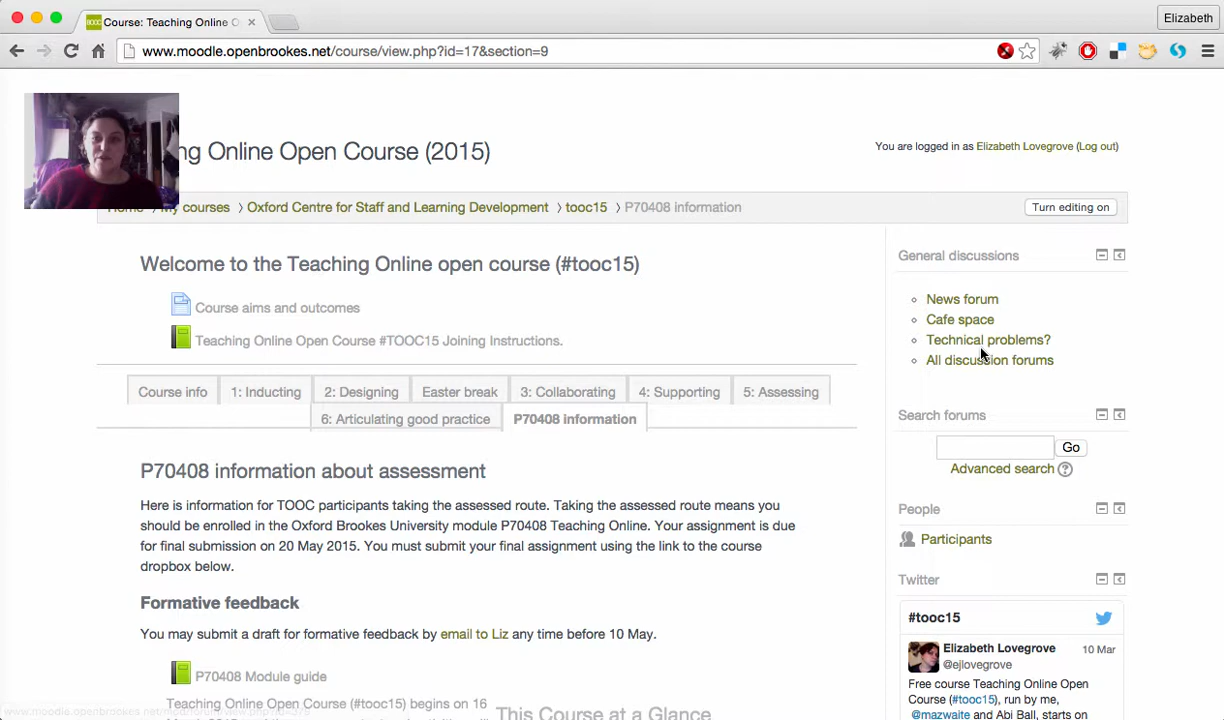 Course: Teaching Online O
Elizabeth
www.moodle.openbrookes.net/course/view.php?id=17&section=9
ng Online Open Course (2015)
You are logged in as Elizabeth Lovegrove (Log out)
Home
My courses
Oxford Centre for Staff and Learning Development
tooc15
P70408 information
Turn editing on
Welcome to the Teaching Online open course (#tooc15)
Course aims and outcomes
Teaching Online Open Course #TOOC15 Joining Instructions.
Course info
1: Inducting
2: Designing
Easter break
3: Collaborating
4: Supporting
5: Assessing
6: Articulating good practice
P70408 information
P70408 information about assessment
Here is information for TOOC participants taking the assessed route. Taking the assessed route means you
should be enrolled in the Oxford Brookes University module P70408 Teaching Online. Your assignment is due
for final submission on 20 May 2015. You must submit your final assignment using the link to the course
dropbox below.
Formative feedback
You may submit a draft for formative feedback by email to Liz any time before 10 May.
P70408 Module guide
Teaching Online Open Course (#tooc15) begins on 16
This Course at a Glance
General discussions
News forum
Cafe space
Technical problems?
All discussion forums
Search forums
Go
Advanced search
People
Participants
Twitter
#tooc15
Elizabeth Lovegrove 10 Mar
@ejlovegrove
Free course Teaching Online Open
Course (#tooc15), run by me,
@mazwaite and Abi Ball, starts on